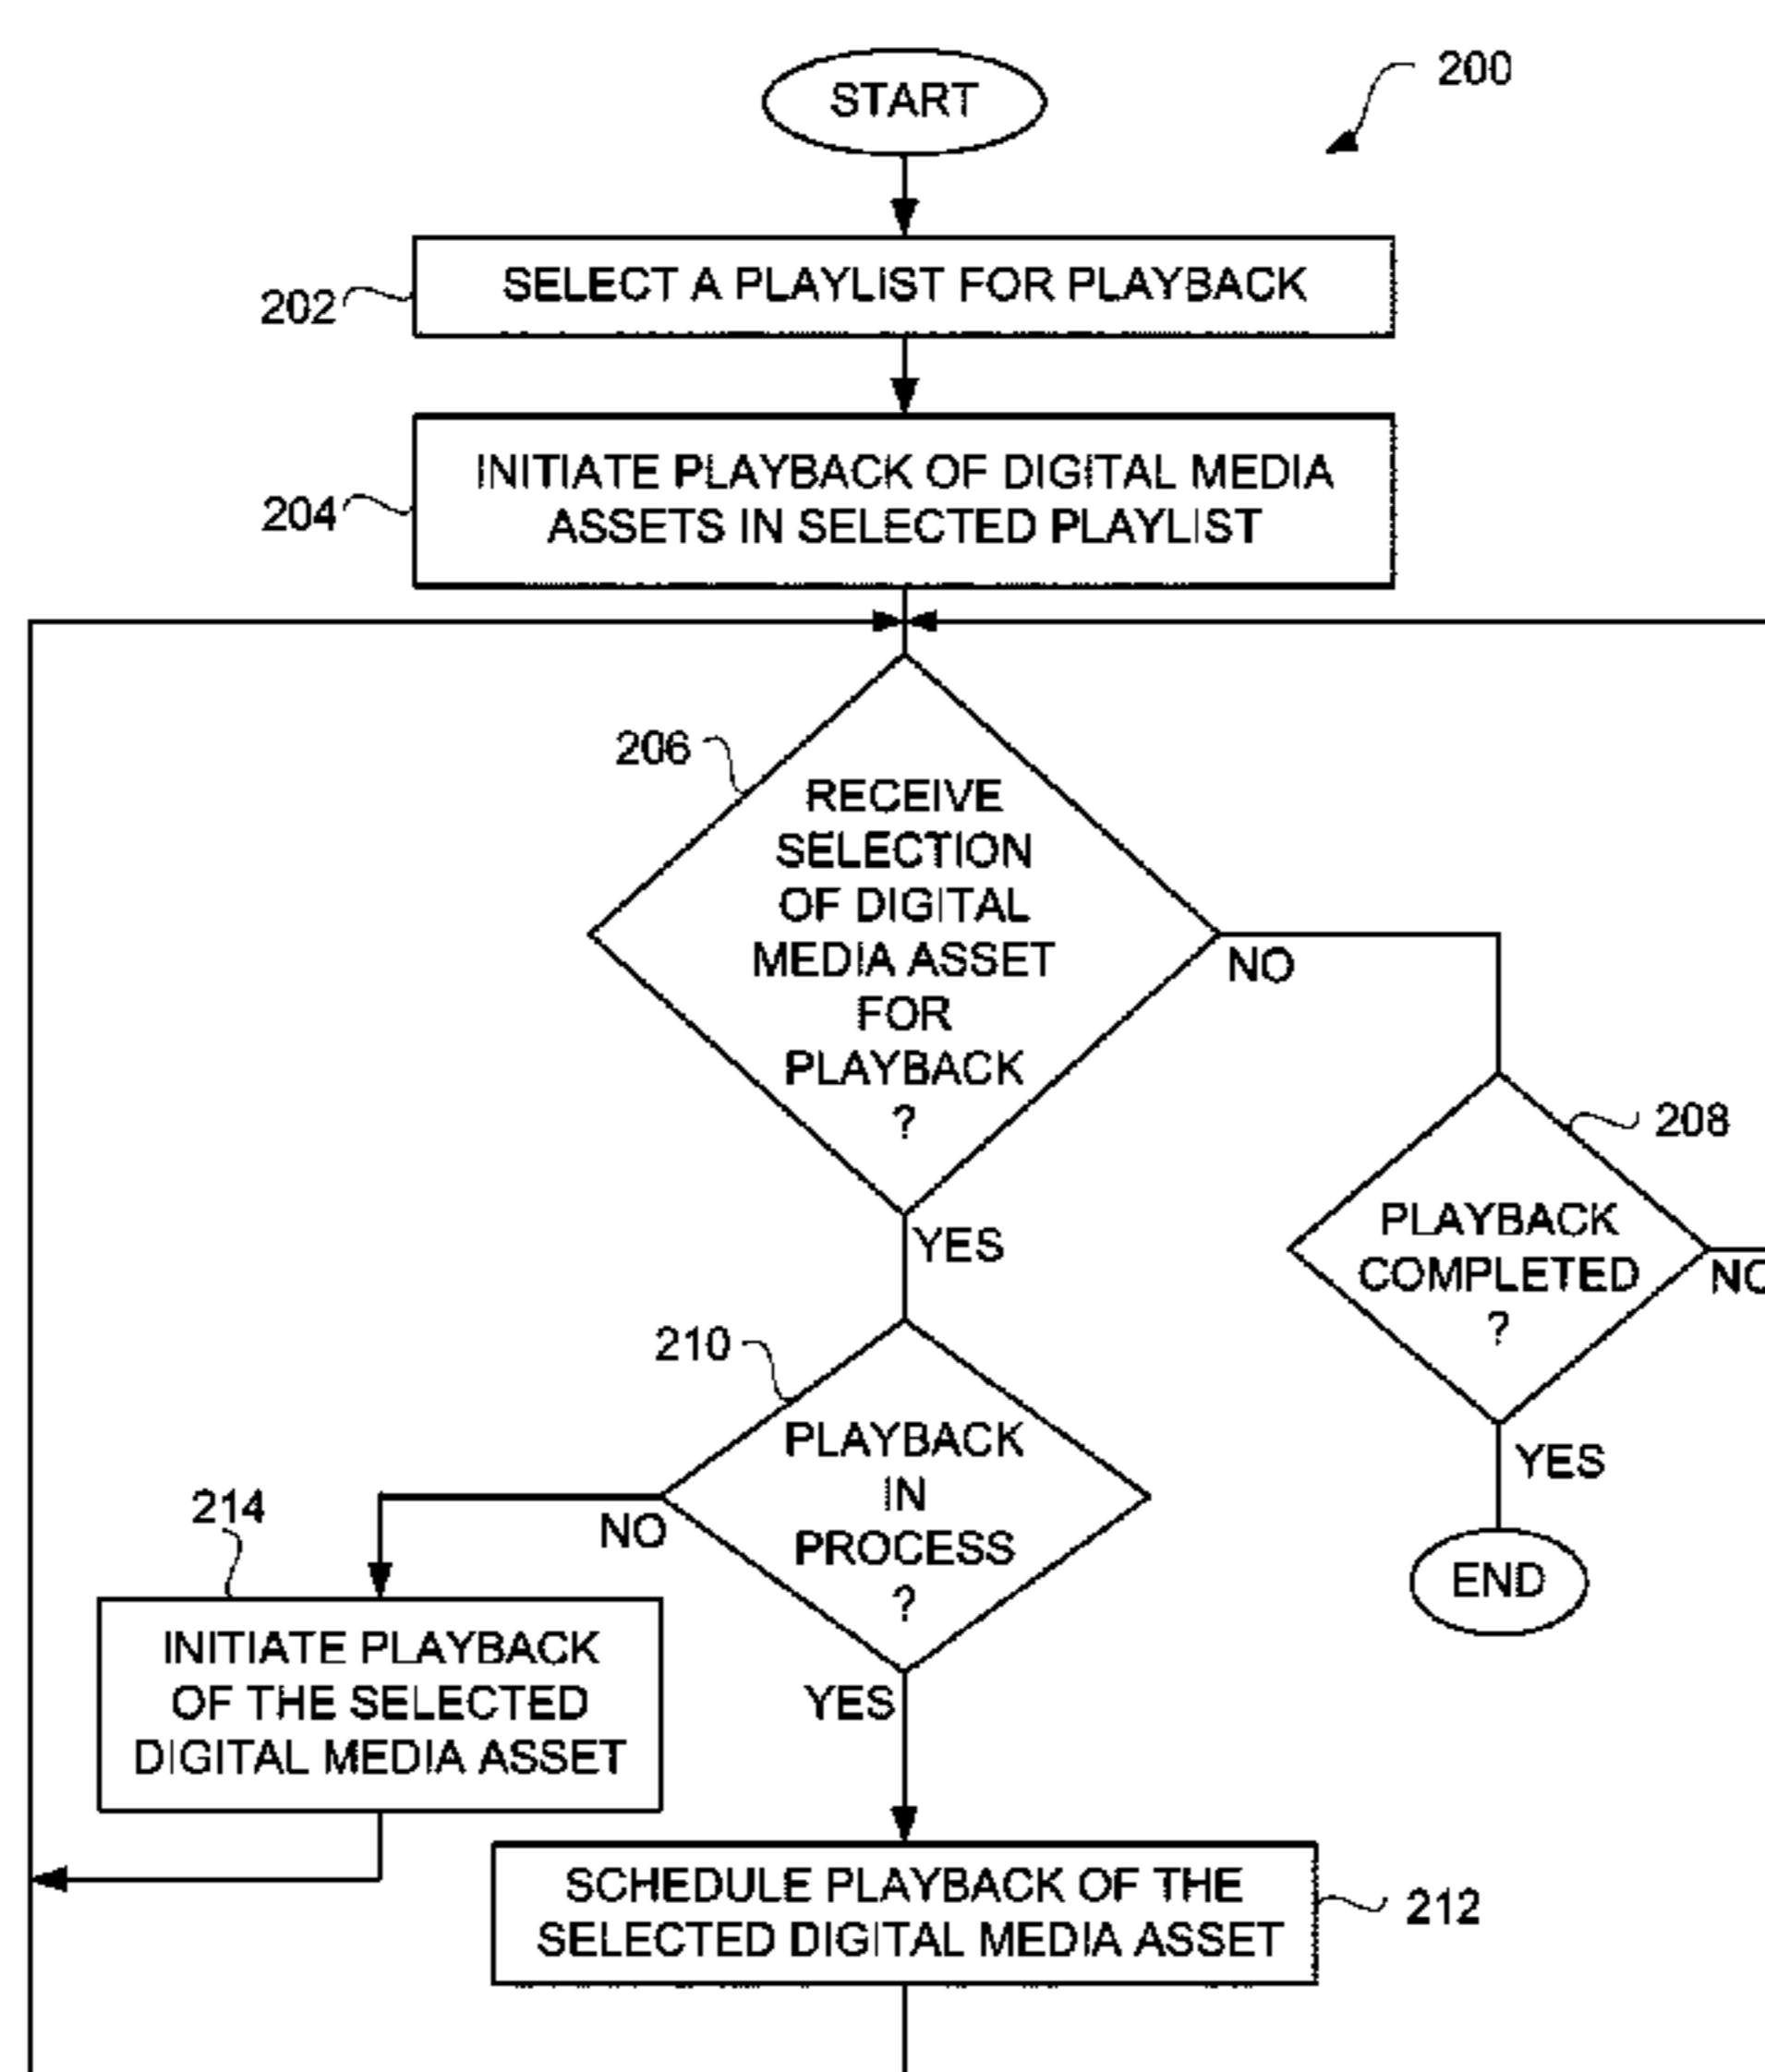 200
START
202
SELECT A PLAYLIST FOR PLAYBACK
204
INITIATE PLAYBACK OF DIGITAL MEDIA
ASSETS IN SELECTED PLAYLIST
206
RECEIVE
SELECTION
OF DIGITAL
MEDIA ASSET
FOR
PLAYBACK
?
NO
YES
208
PLAYBACK
COMPLETED
?
NO
YES
END
210
PLAYBACK
IN
PROCESS
?
NO
YES
214
INITIATE PLAYBACK
OF THE SELECTED
DIGITAL MEDIA ASSET
SCHEDULE PLAYBACK OF THE
SELECTED DIGITAL MEDIA ASSET
212